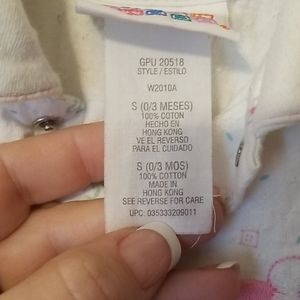 GPU 20518
STYLE / ESTILO
W2010A
S (0/3 MESES)
100% COTON
HECHO EN
HONG KONG
VE EL REVERSO
PARA EL CUIDADO
S (0/3 MOS)
100% COTTON
MADE IN
HONG KONG
SEE REVERSE FOR CARE
UPC: 035333209011